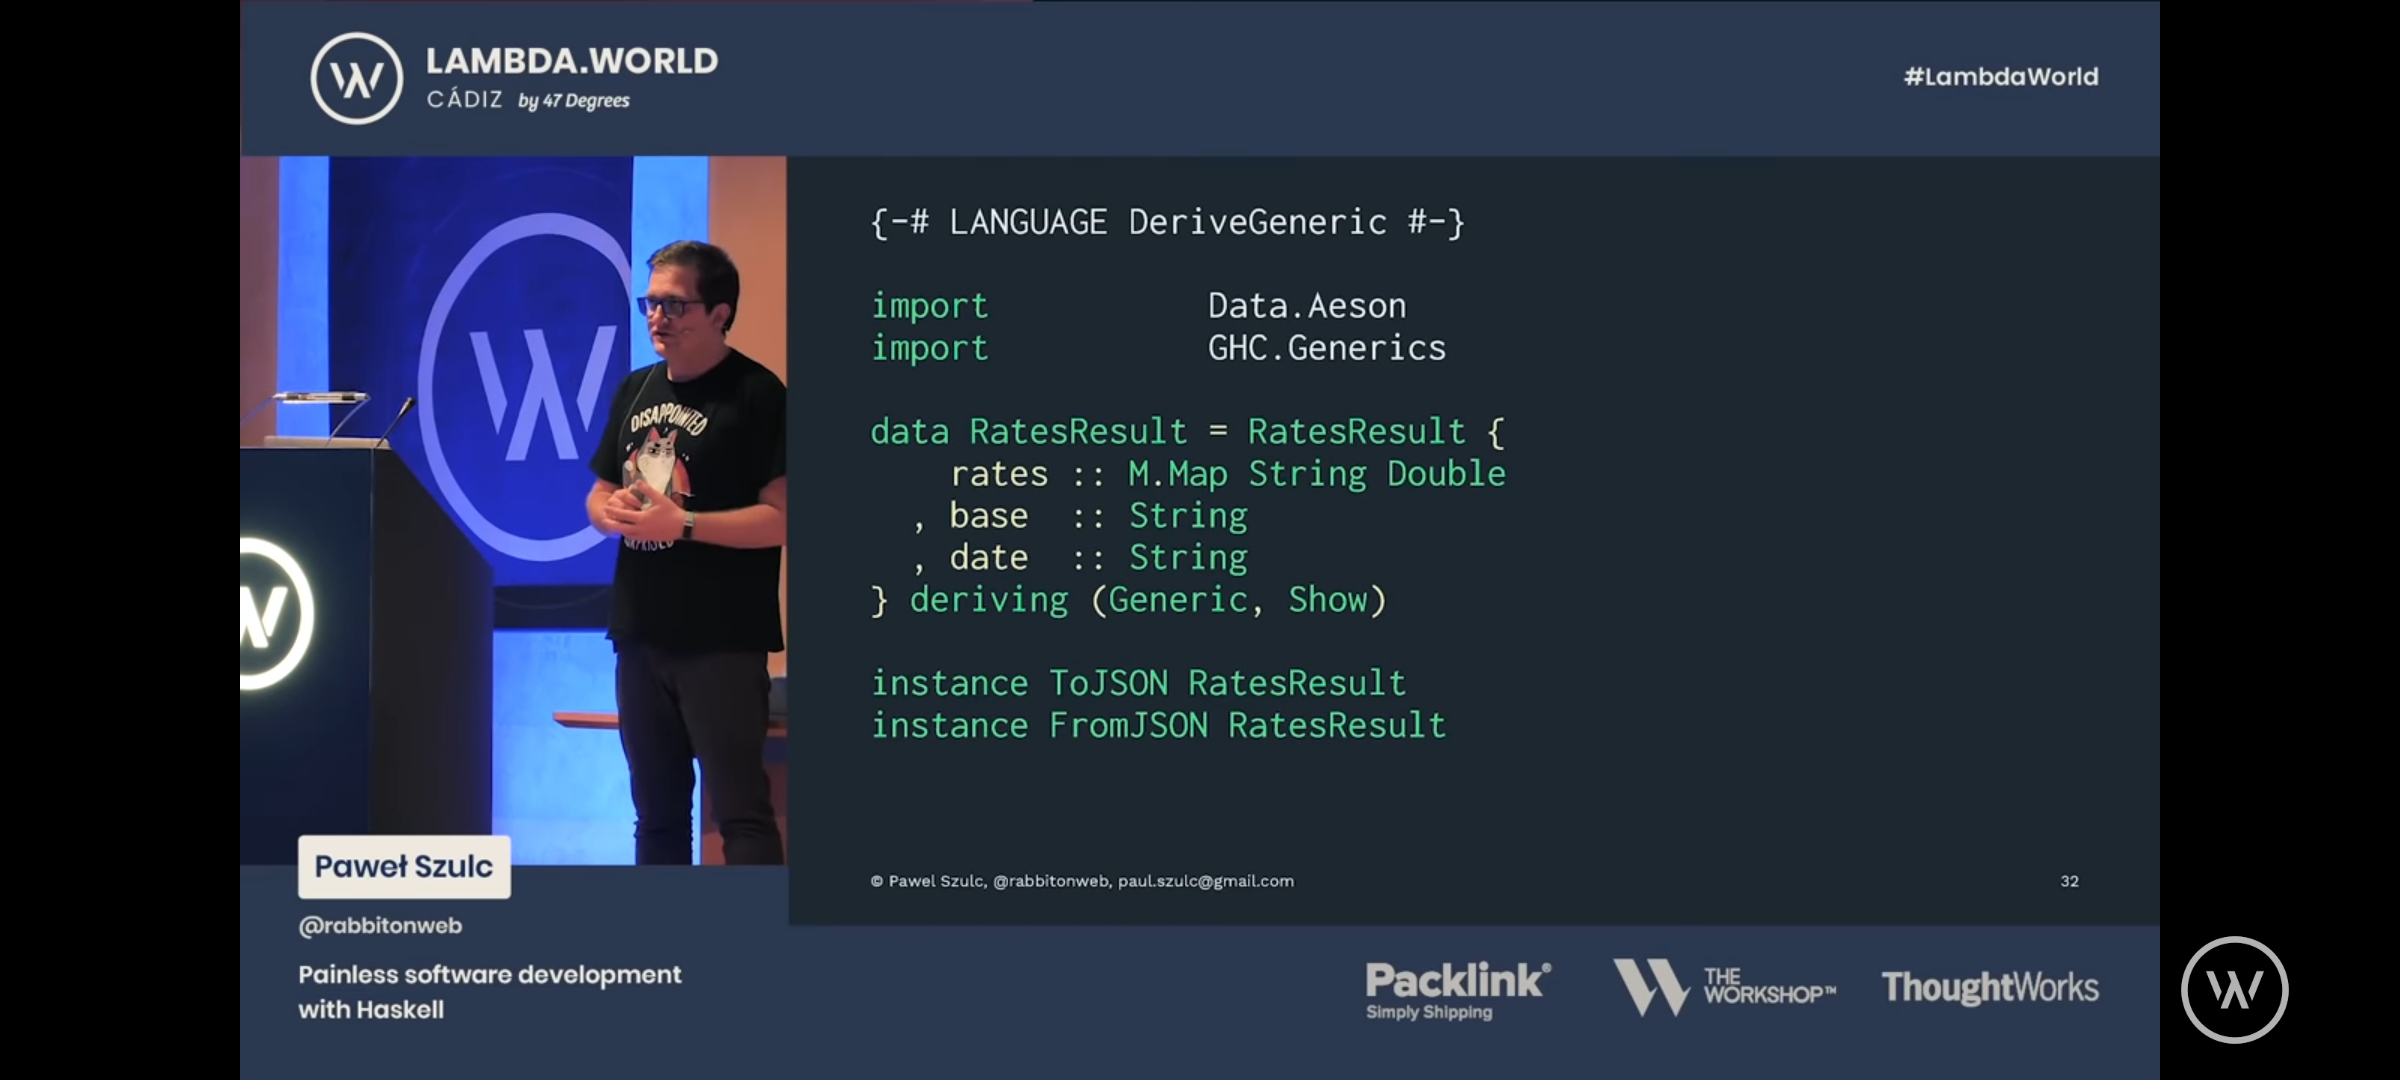 LAMBDA.WORLD
CÁDIZ by 47 Degrees
#LambdaWorld
DISAPPOINTED
{-# LANGUAGE DeriveGeneric #-}
import Data.Aeson
import GHC.Generics
data RatesResult = RatesResult {
rates :: M.Map String Double
, base :: String
, date :: String
} deriving (Generic, Show)
instance ToJSON RatesResult
instance FromJSON RatesResult
© Pawel Szulc, @rabbitonweb, paul.szulc@gmail.com
32
Paweł Szulc
@rabbitonweb
Painless software development
with Haskell
Packlink®
Simply Shipping
THE
WORKSHOP™
ThoughtWorks